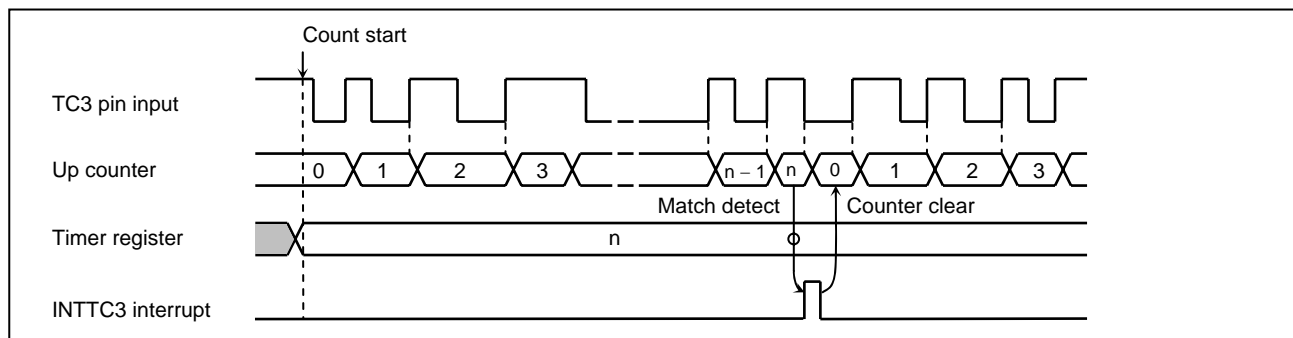 Count start
TC3 pin input
Up counter 0 1 2 3 n – 1 n 0 1 2 3
Match detect Counter clear
Timer register n
INTTC3 interrupt